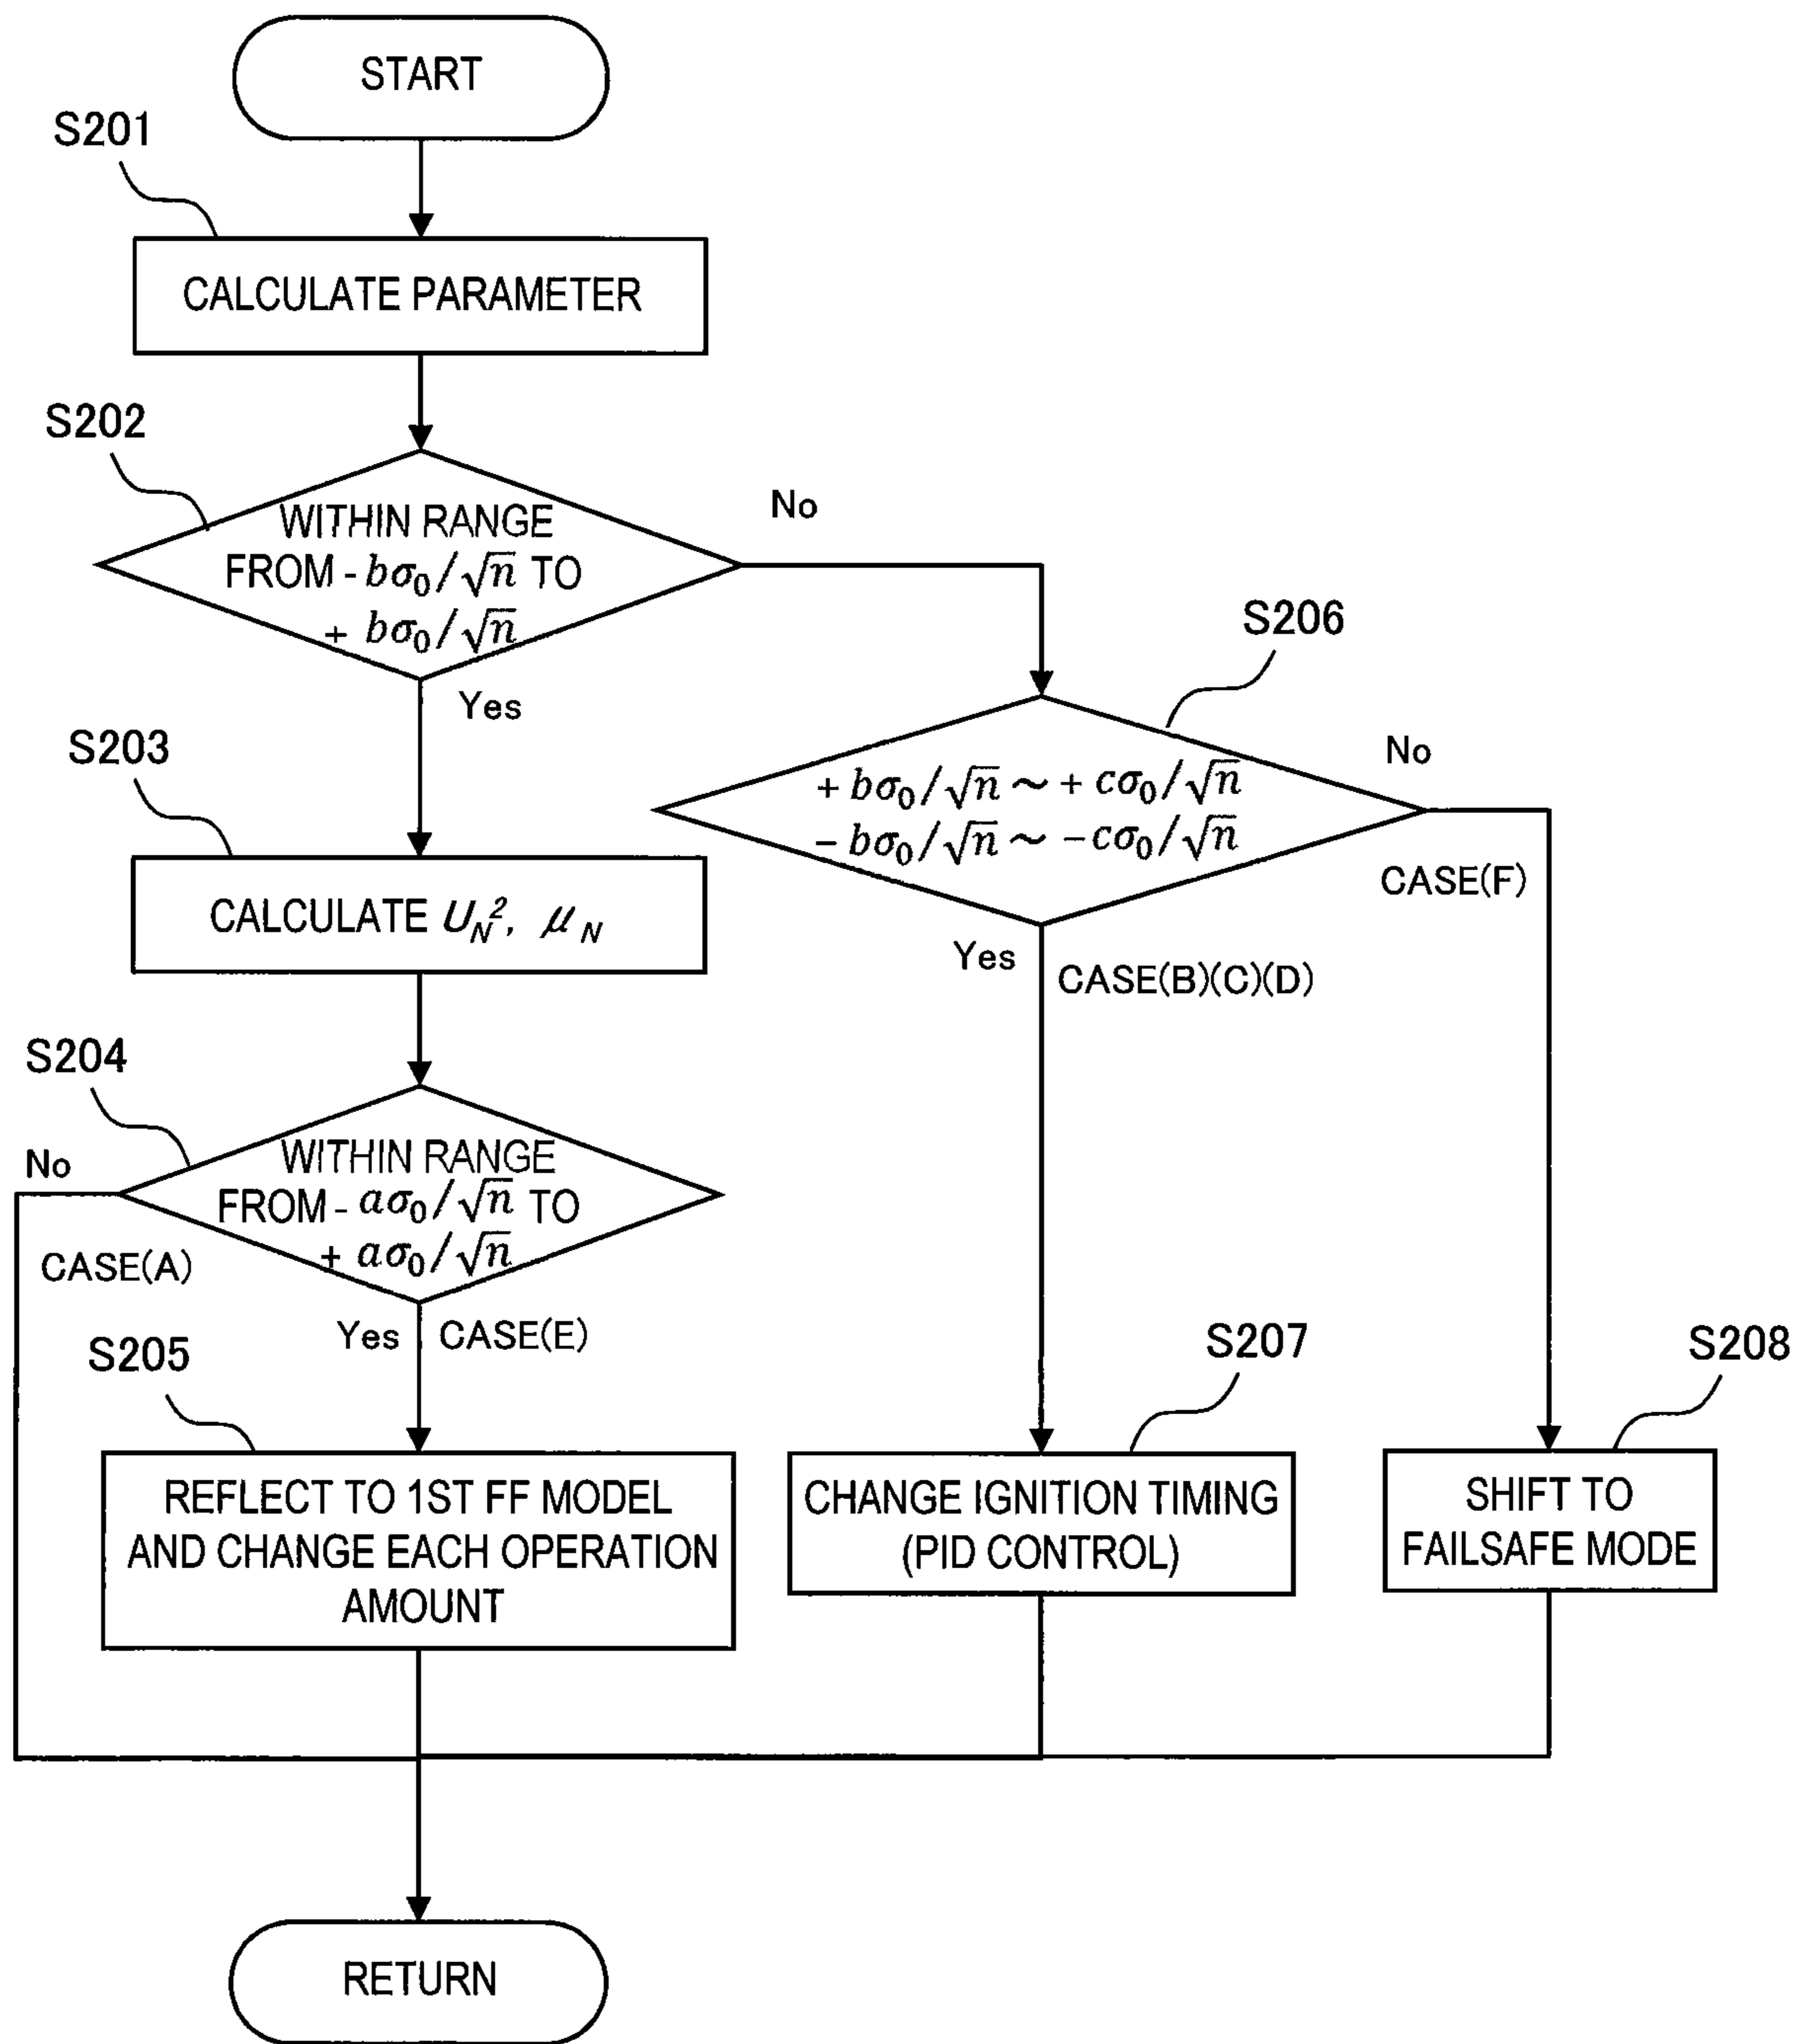 START
S201
CALCULATE PARAMETER
S202
WITHIN RANGE
FROM - bσ₀/√n TO
+ bσ₀/√n
No
Yes
S206
+ bσ₀/√n ~ + cσ₀/√n
− bσ₀/√n ~ −cσ₀/√n
No
CASE(F)
Yes
CASE(B)(C)(D)
S203
CALCULATE U_N², μ_N
S204
WITHIN RANGE
FROM - aσ₀/√n TO
+ aσ₀/√n
No
CASE(A)
Yes
CASE(E)
S205
REFLECT TO 1ST FF MODEL
AND CHANGE EACH OPERATION
AMOUNT
S207
CHANGE IGNITION TIMING
(PID CONTROL)
S208
SHIFT TO
FAILSAFE MODE
RETURN